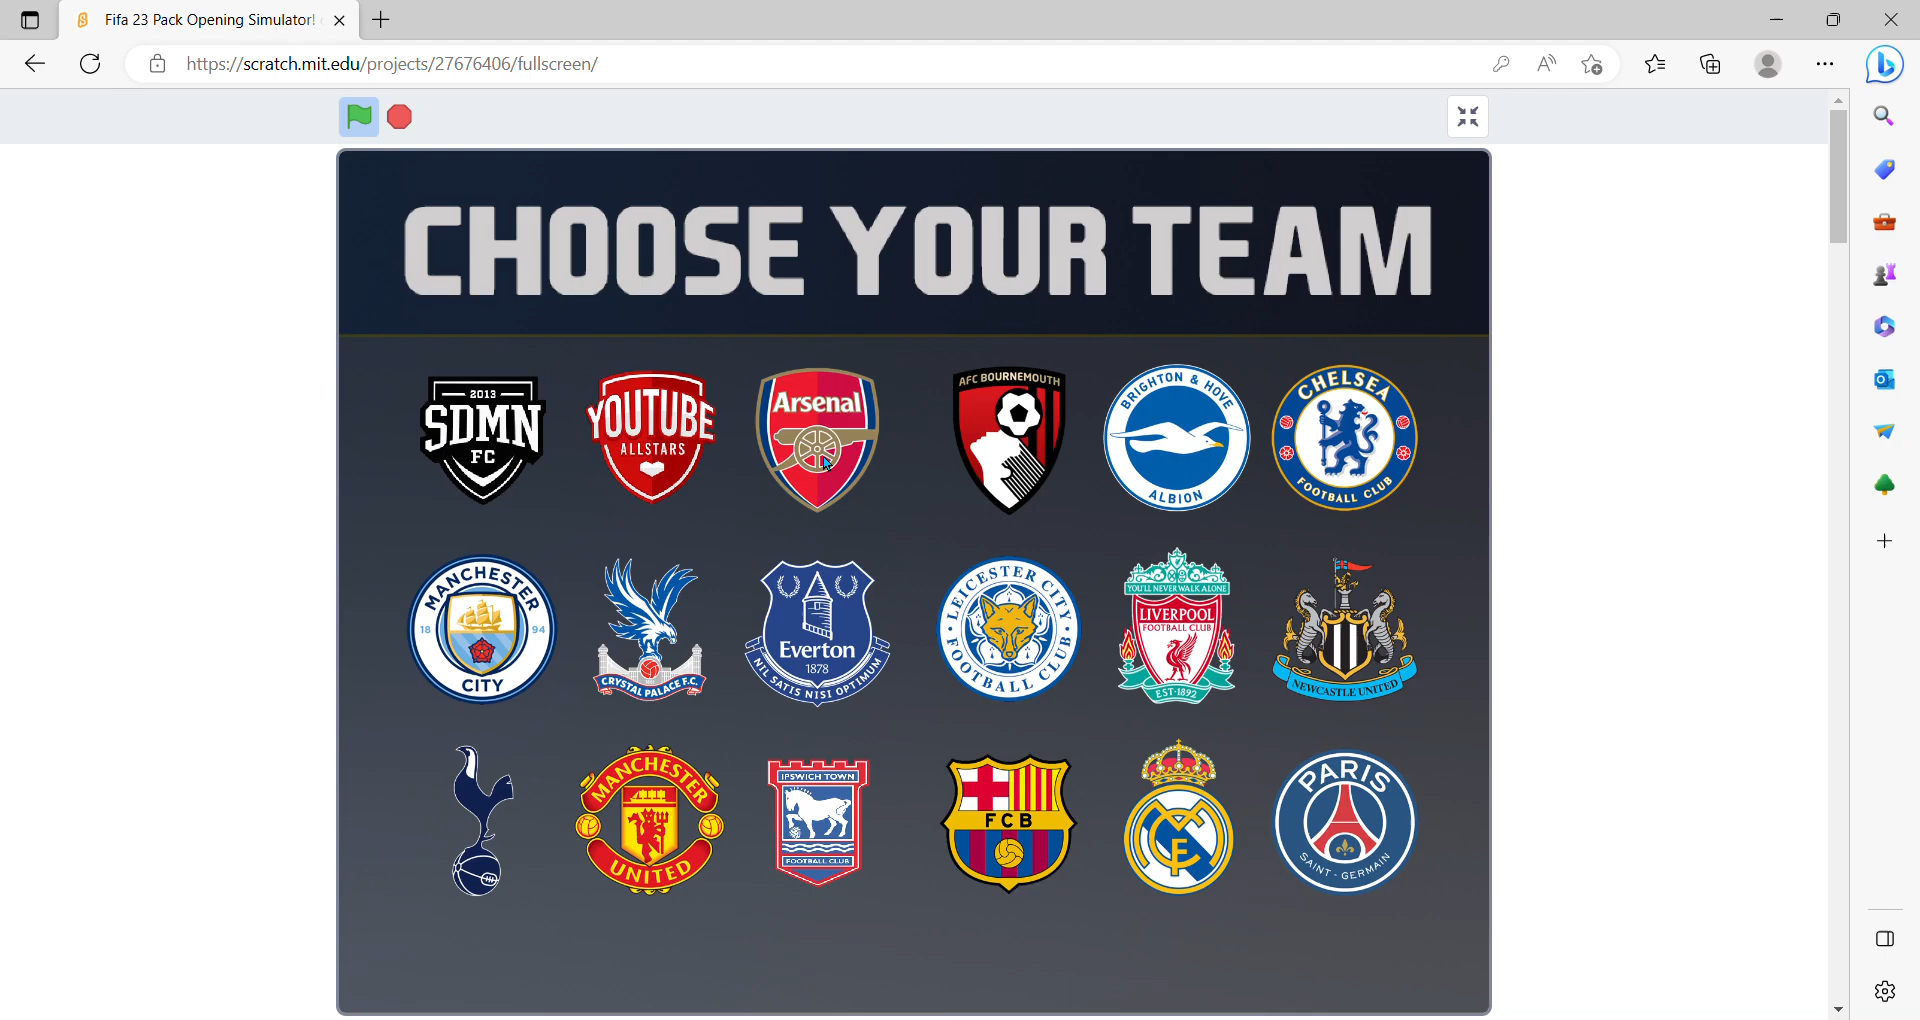 Fifa 23 Pack Opening Simulator!
https://scratch.mit.edu/projects/27676406/fullscreen/
CHOOSE YOUR TEAM
2013
SDMN
FC
YOUTUBE
ALLSTARS
Arsenal
AFC BOURNEMOUTH
BRIGHTON & HOVE
ALBION
CHELSEA
FOOTBALL CLUB
MANCHESTER
18 94
CITY
CRYSTAL PALACE F.C.
Everton
1878
NIL SATIS NISI OPTIMUM
LEICESTER CITY
FOOTBALL CLUB
YOU'LL NEVER WALK ALONE
LIVERPOOL
FOOTBALL CLUB
EST·1892
NEWCASTLE UNITED
MANCHESTER
UNITED
IPSWICH TOWN
FOOTBALL CLUB
FCB
PARIS
SAINT-GERMAIN